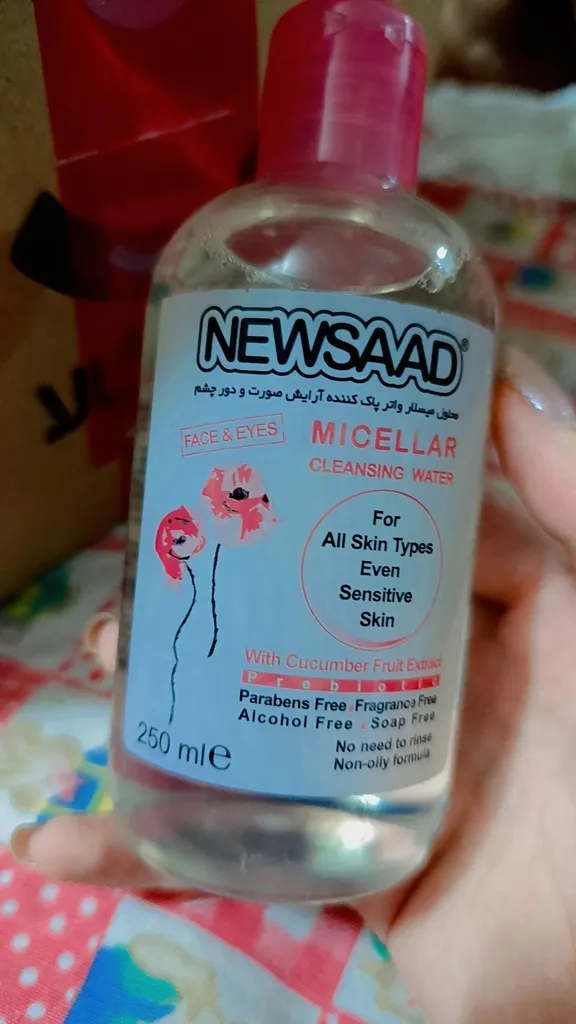 NEWSAAD®
محلول میسلار واتر پاک کننده آرایش صورت و دور چشم
FACE & EYES
MICELLAR
CLEANSING WATER
For
All Skin Types
Even
Sensitive
Skin
With Cucumber Fruit Extract
Prebiotic
Parabens Free. Fragrance Free
Alcohol Free . Soap Free
No need to rinse
Non-oily formula
250 ml℮